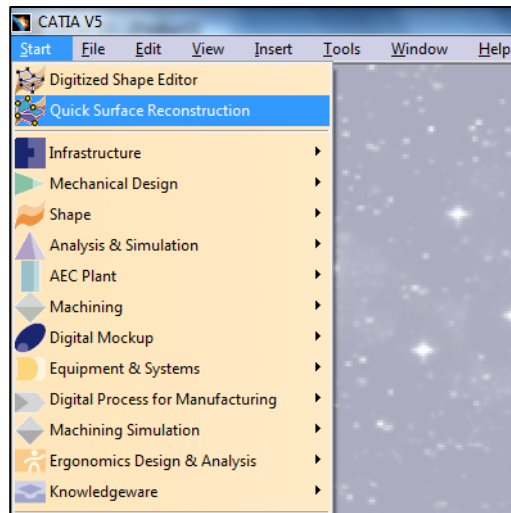 CATIA V5
Start File Edit View Insert Tools Window Help
Digitized Shape Editor
Quick Surface Reconstruction
Infrastructure
Mechanical Design
Shape
Analysis & Simulation
AEC Plant
Machining
Digital Mockup
Equipment & Systems
Digital Process for Manufacturing
Machining Simulation
Ergonomics Design & Analysis
Knowledgeware